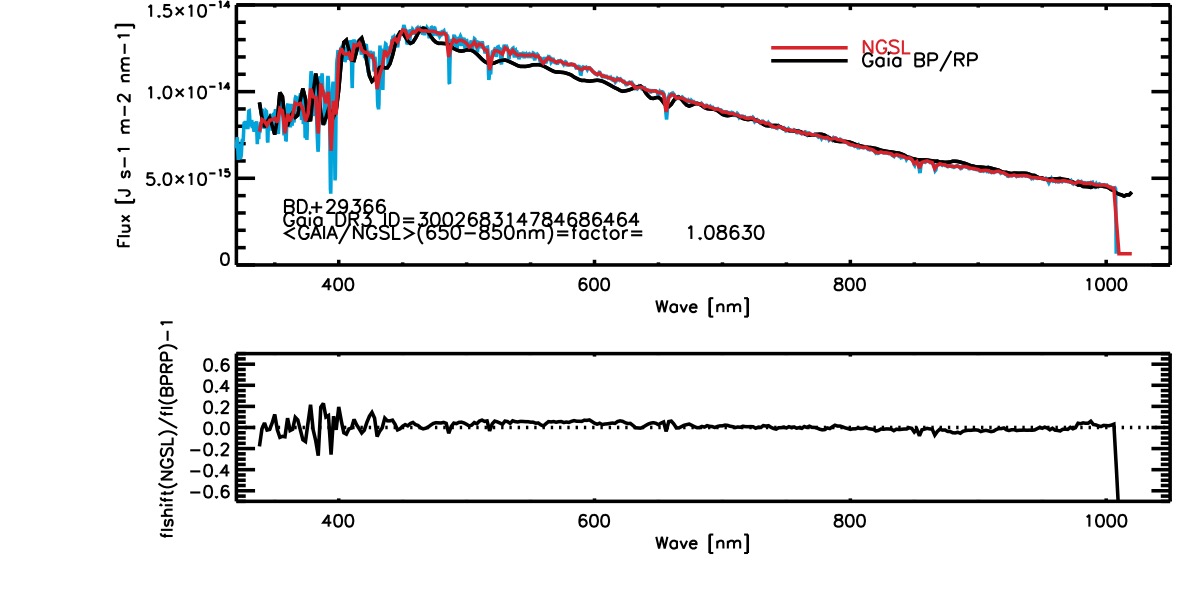 1.5×10−14
1.0×10−14
5.0×10−15
0
Flux [J s−1 m−2 nm−1]
NGSL
Gaia BP/RP
BD+29366
Gaia DR3 ID=300268314784686464
<GAIA/NGSL>(650−850nm)=factor= 1.08630
400 600 800 1000
Wave [nm]
flshift(NGSL)/fl(BPRP)−1
0.6
0.4
0.2
0.0
−0.2
−0.4
−0.6
400 600 800 1000
Wave [nm]